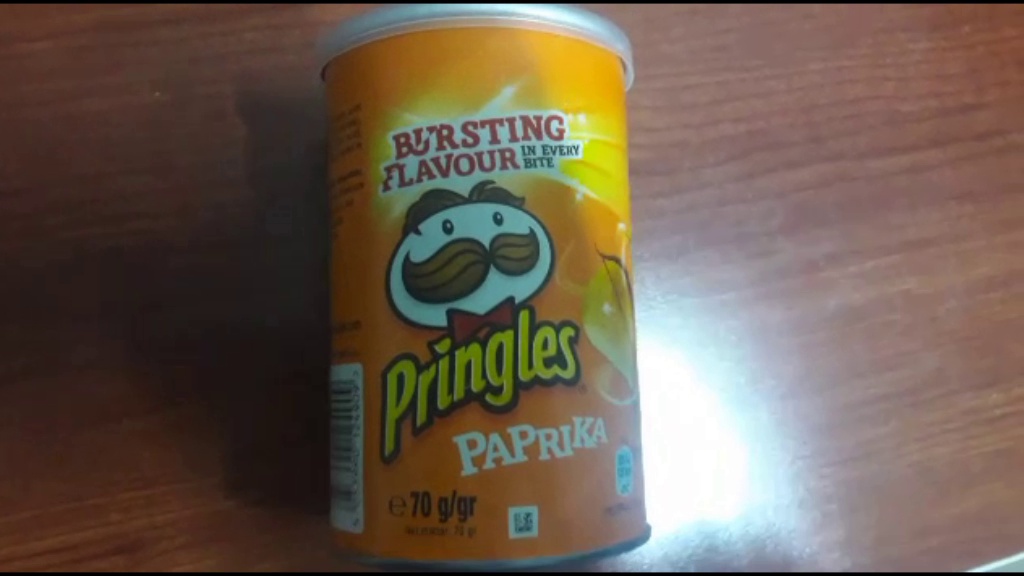 BURSTING
FLAVOUR IN EVERY
BITE
Pringles
PAPRIKA
e 70 g/gr